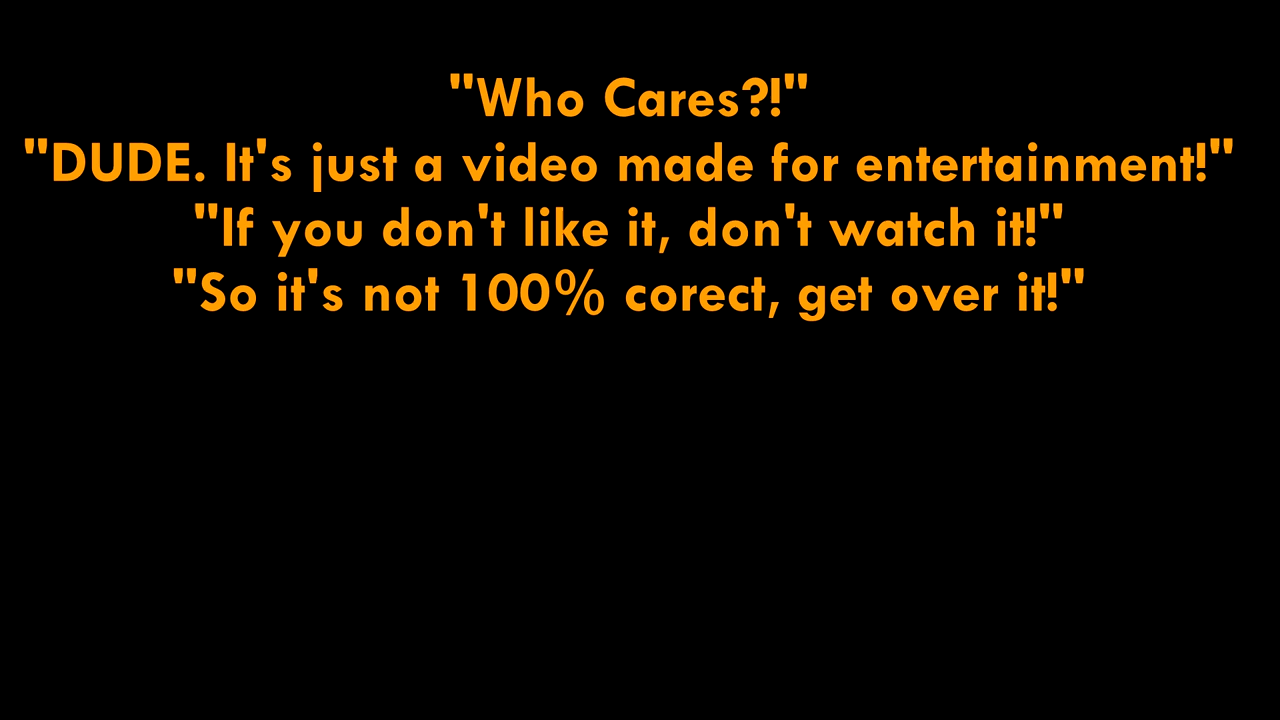 "Who Cares?!"
"DUDE. It's just a video made for entertainment!"
"If you don't like it, don't watch it!"
"So it's not 100% corect, get over it!"